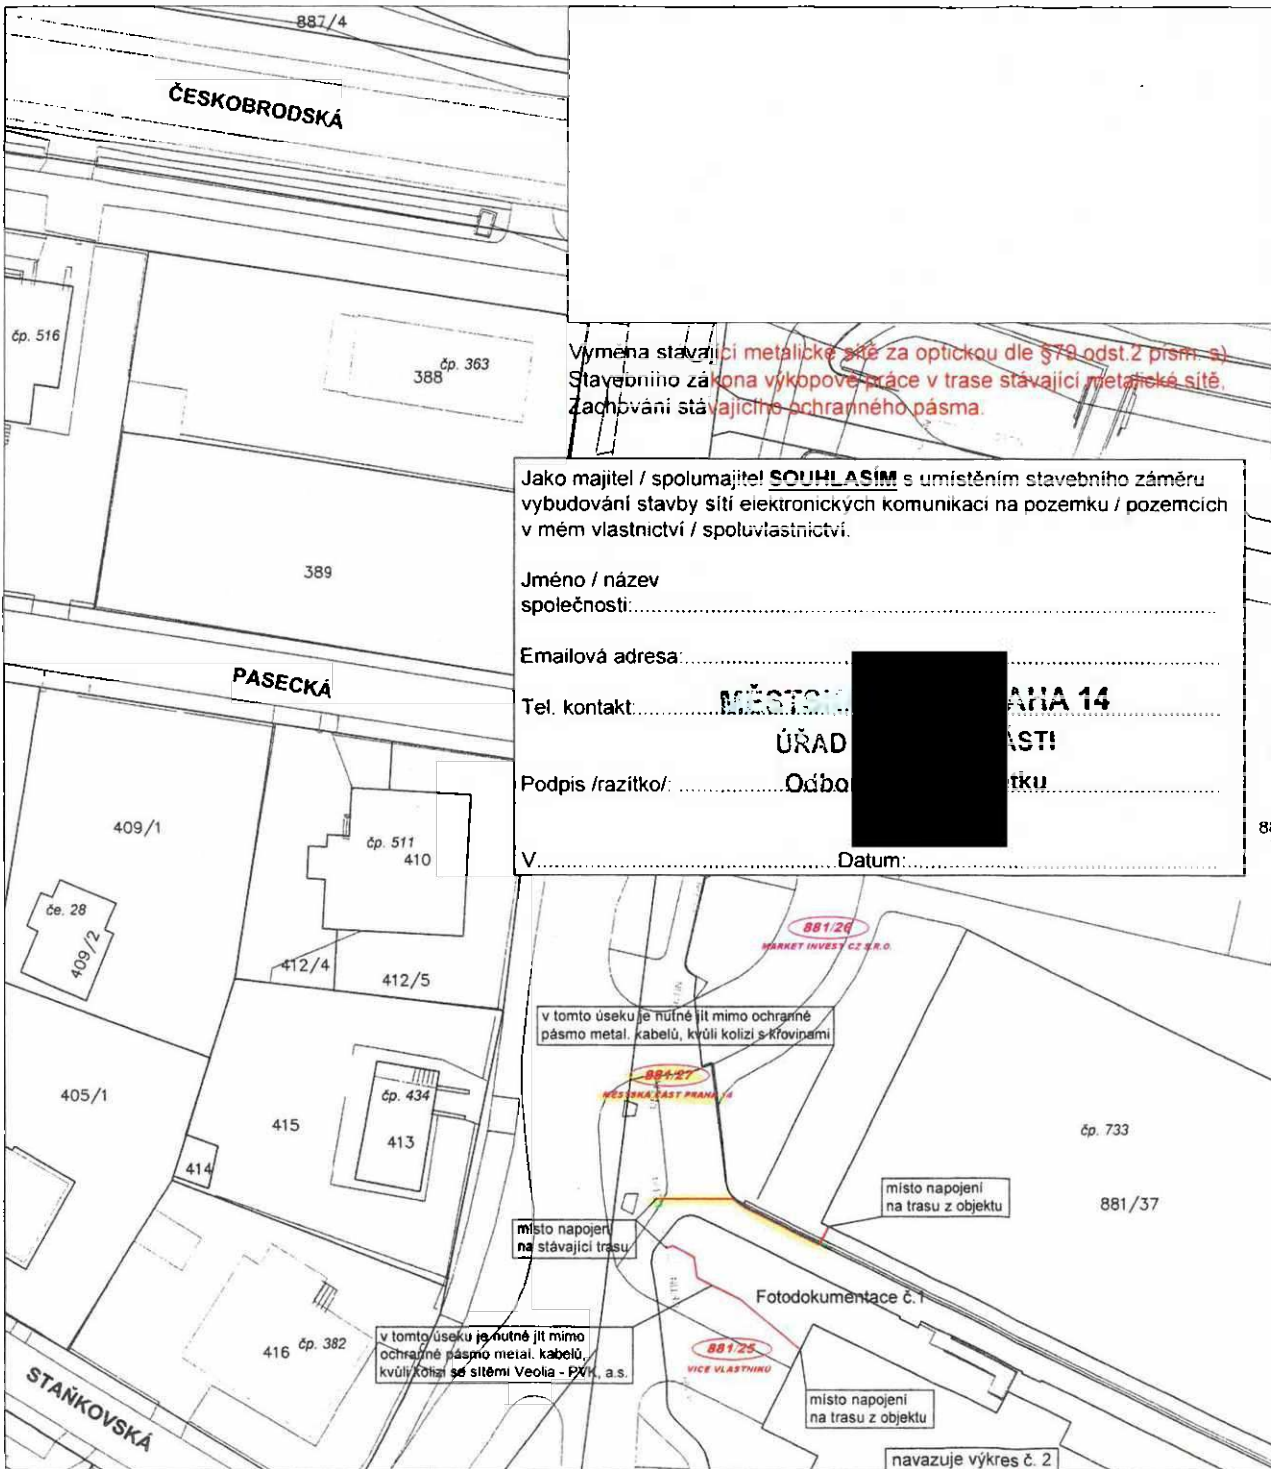 887/4
ČESKOBRODSKÁ
čp. 516
čp. 363
388
Výměna stávající metalické sítě za optickou dle §79 odst.2 písm. a)
Stavebního zákona výkopové práce v trase stávající metalické sítě,
Zachování stávajícího ochranného pásma.
Jako majitel / spolumajitel SOUHLASÍM s umístěním stavebního záměru
vybudování stavby sítí elektronických komunikací na pozemku / pozemcích
v mém vlastnictví / spoluvlastnictví.
389
Jméno / název
společnosti:
Emailová adresa:
PASECKÁ
Tel. kontakt:
AHA 14
ÚŘAD ÁSTI
Podpis /razítko/:
V Datum:
409/1
čp. 511
410
če. 28
409/2
412/4
412/5
881/26
MARKET INVEST CZ S.R.O.
v tomto úseku je nutné jít mimo ochranné
pásmo metal. kabelů, kvůli kolizi s křovinami
881/27
MĚSTSKÁ ČÁST PRAHA 14
405/1
čp. 434
415
413
414
čp. 733
881/37
místo napojení
na trasu z objektu
místo napojení
na stávající trasu
Fotodokumentace č.1
v tomto úseku je nutné jít mimo
ochranné pásmo metal. kabelů,
kvůli kolizi se sítěmi Veolia - PVK, a.s.
416
čp. 382
881/25
VÍCE VLASTNÍKŮ
STAŇKOVSKÁ
místo napojení
na trasu z objektu
navazuje výkres č. 2